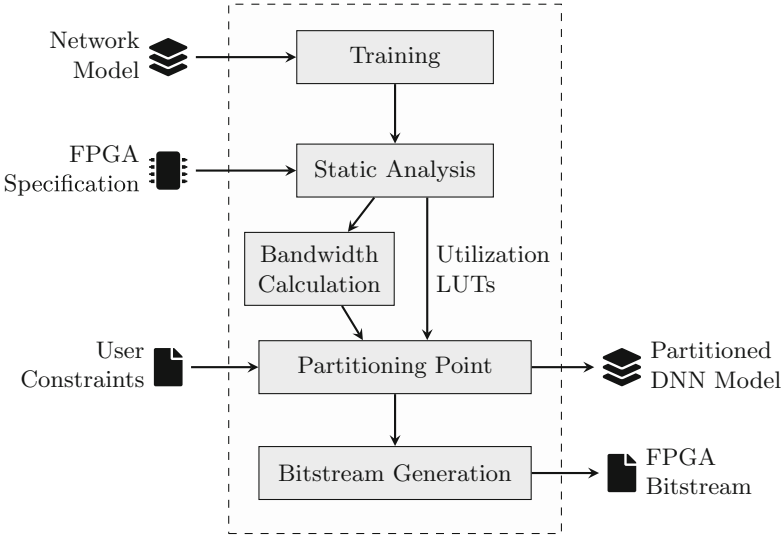 Network
Model
Training
FPGA
Specification
Static Analysis
Bandwidth
Calculation
Utilization
LUTs
User
Constraints
Partitioning Point
Partitioned
DNN Model
Bitstream Generation
FPGA
Bitstream